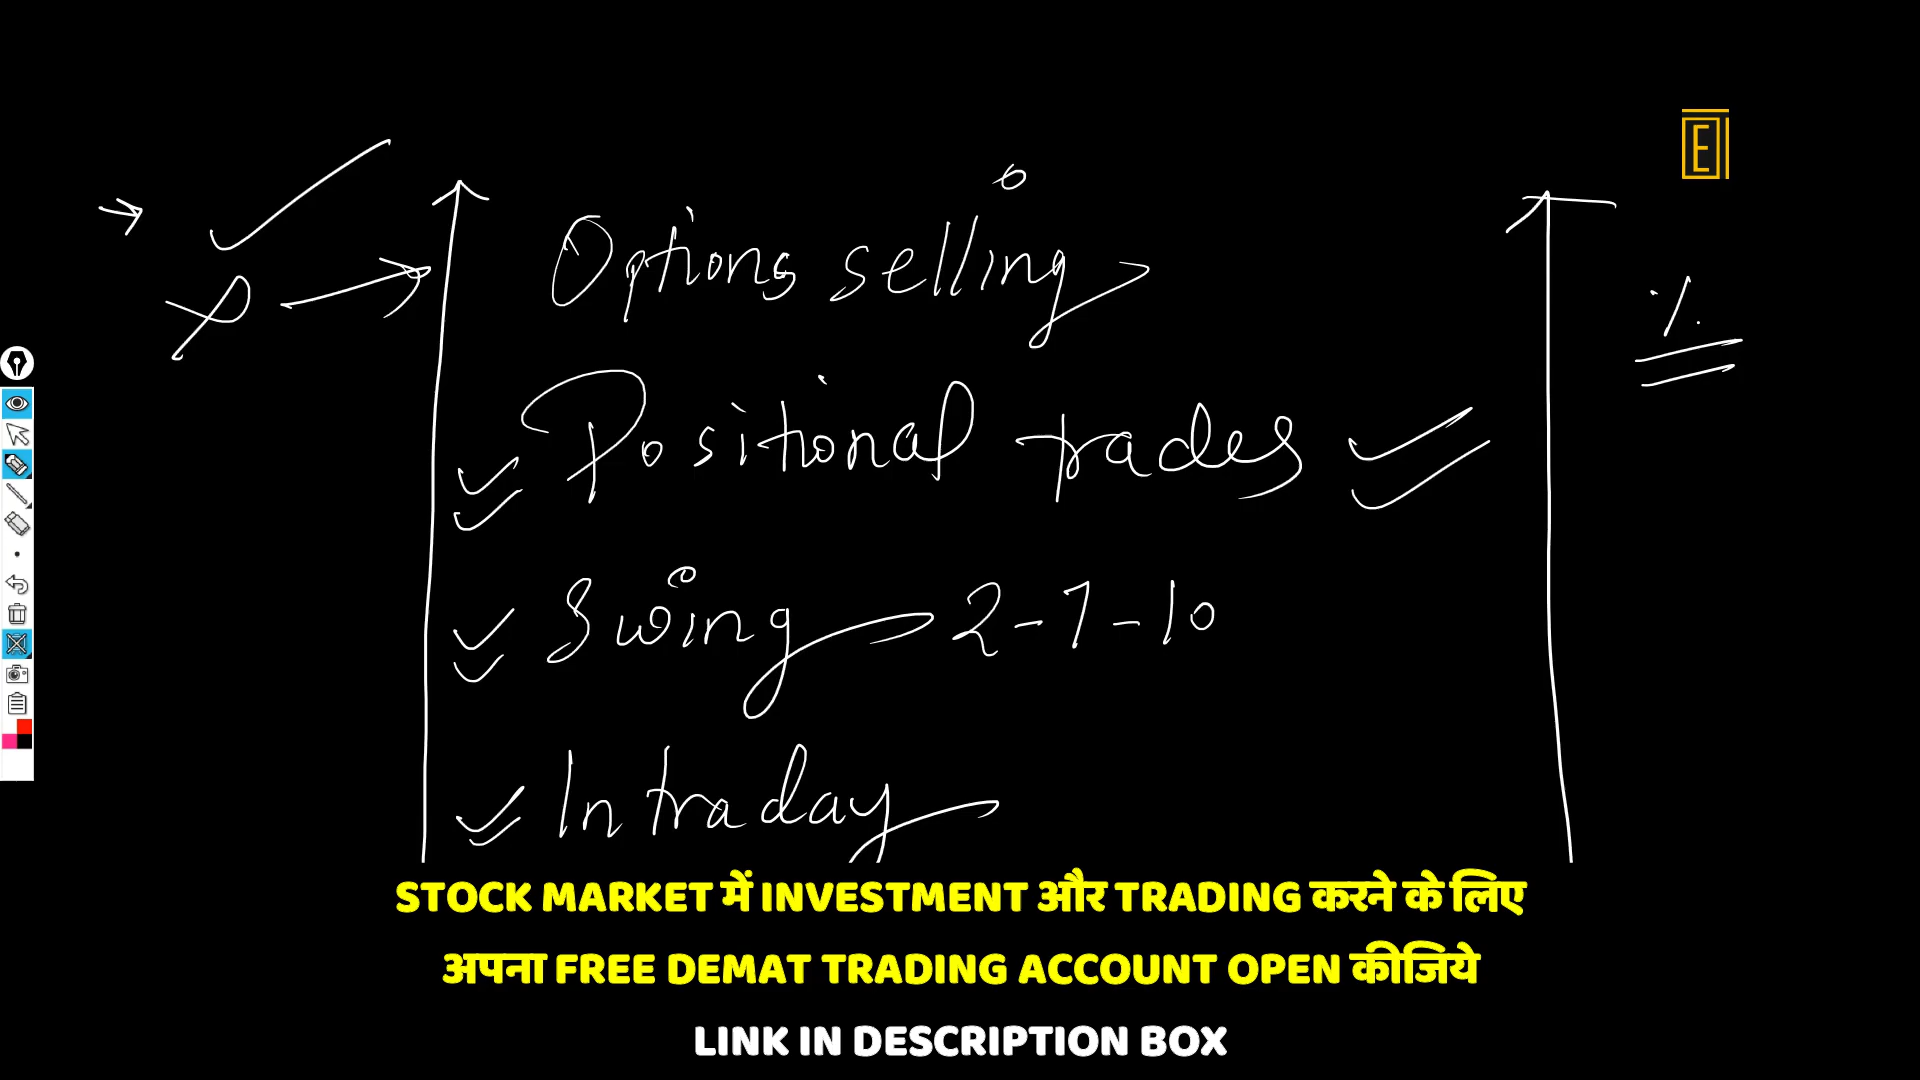 E
Options selling
%
Positional trades
Swing 2-7-10
Intraday
STOCK MARKET में INVESTMENT और TRADING करने के लिए
अपना FREE DEMAT TRADING ACCOUNT OPEN कीजिये
LINK IN DESCRIPTION BOX